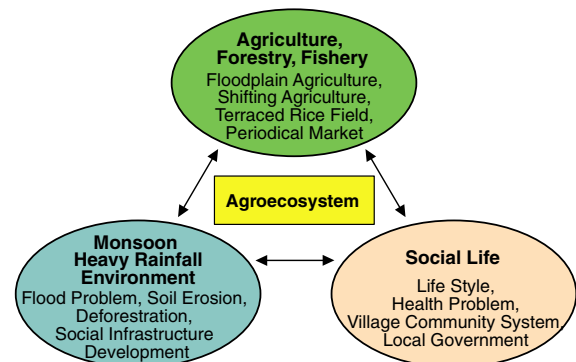 Agriculture,
Forestry, Fishery
Floodplain Agriculture,
Shifting Agriculture,
Terraced Rice Field,
Periodical Market
Agroecosystem
Monsoon
Heavy Rainfall
Environment
Flood Problem, Soil Erosion,
Deforestration,
Social Infrastructure
Development
Social Life
Life Style,
Health Problem,
Village Community System,
Local Government